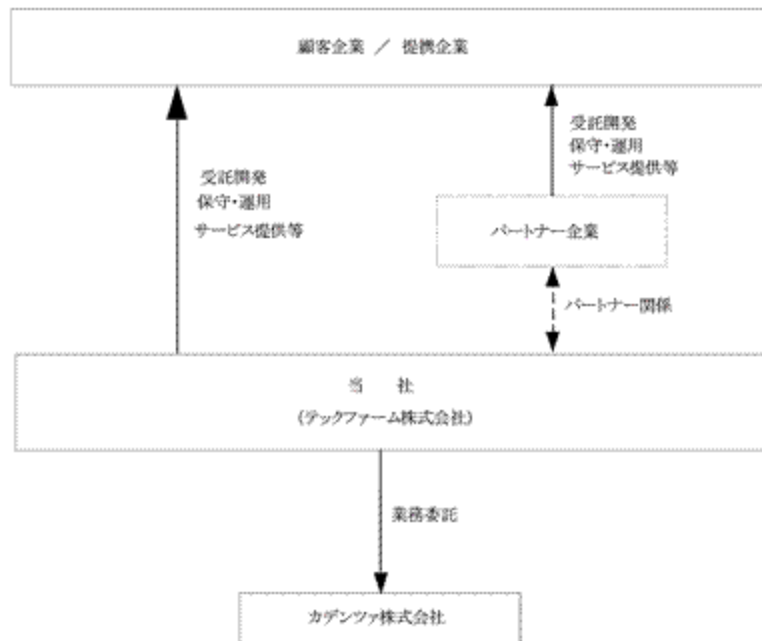 顧客企業 ／ 提携企業
受託開発
保守・運用
サービス提供等
受託開発
保守・運用
サービス提供等
パートナー企業
パートナー関係
当 社
(テックファーム株式会社)
業務委託
カデンツァ株式会社